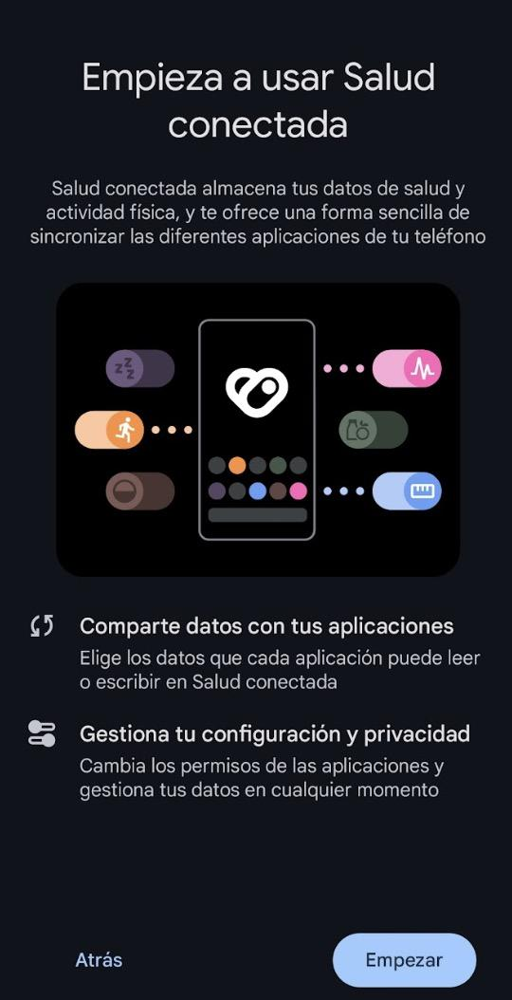 Empieza a usar Salud
conectada
Salud conectada almacena tus datos de salud y
actividad física, y te ofrece una forma sencilla de
sincronizar las diferentes aplicaciones de tu teléfono
zzz
Comparte datos con tus aplicaciones
Elige los datos que cada aplicación puede leer
o escribir en Salud conectada
Gestiona tu configuración y privacidad
Cambia los permisos de las aplicaciones y
gestiona tus datos en cualquier momento
Atrás
Empezar